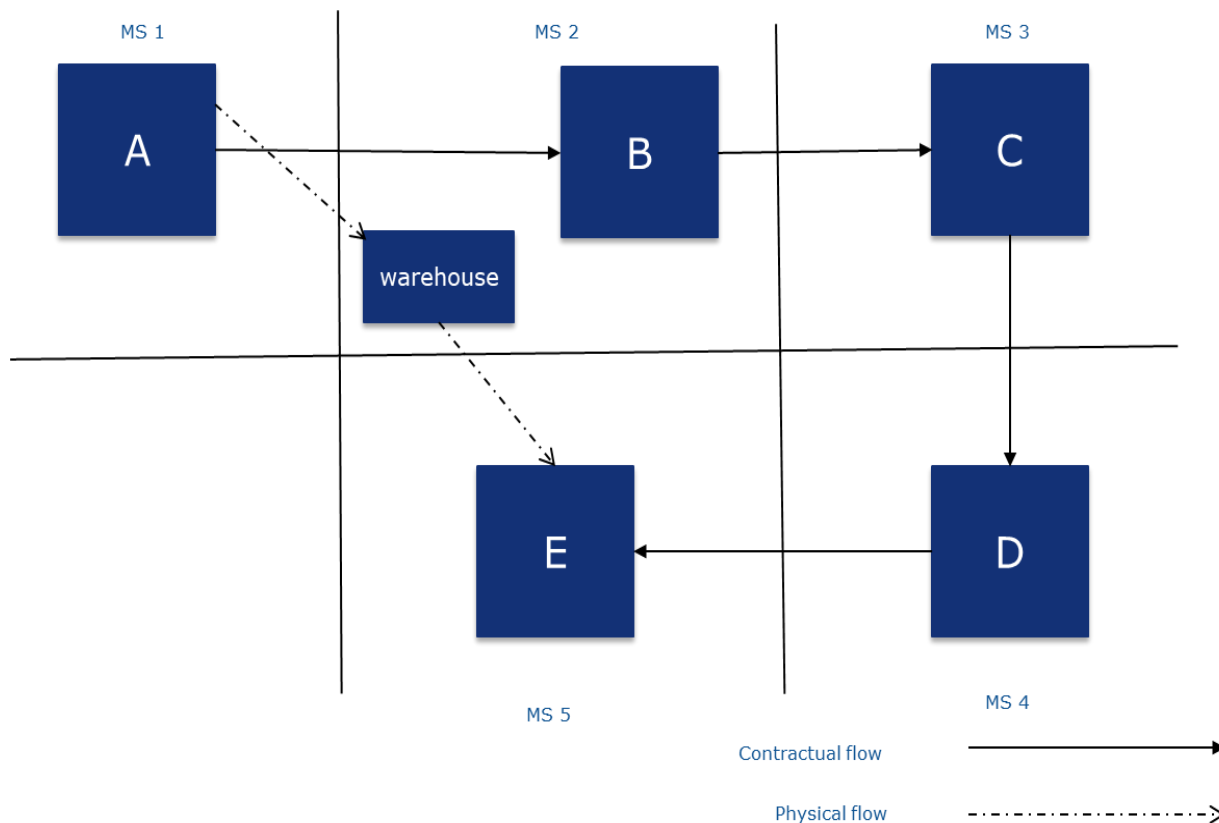 MS 1
MS 2
MS 3
A
B
C
warehouse
E
D
MS 5
MS 4
Contractual flow
Physical flow